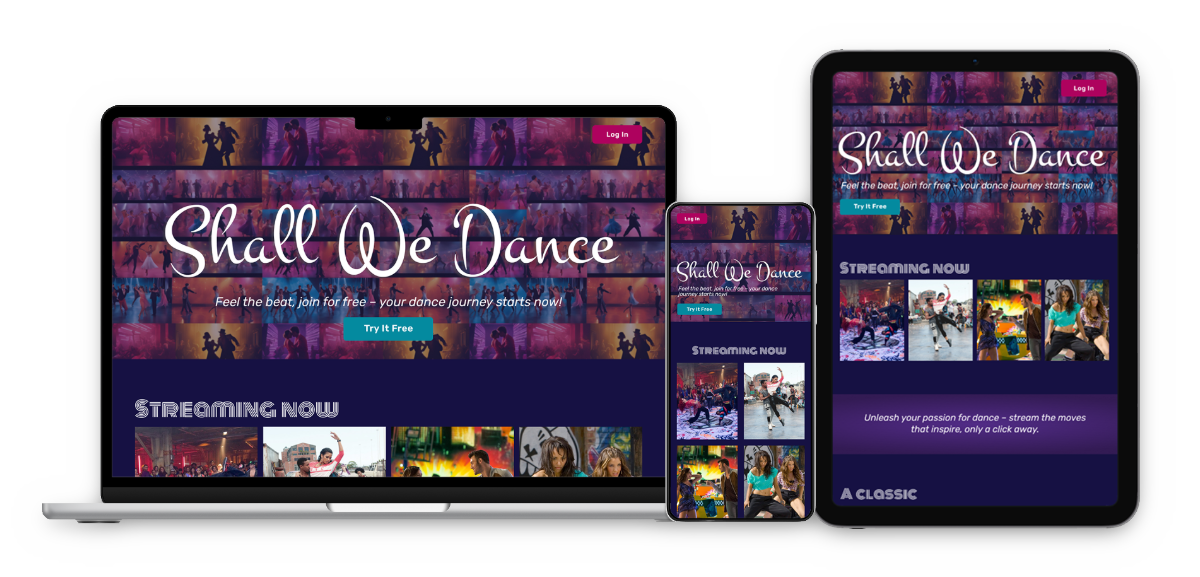 Log In
Shall We Dance
Feel the beat, join for free – your dance journey starts now!
Try It Free
STREAMING NOW
Log In
Shall We Dance
Feel the beat, join for free – your dance
journey starts now!
Try It Free
STREAMING NOW
Log In
Shall We Dance
Feel the beat, join for free – your dance journey starts now!
Try It Free
STREAMING NOW
Unleash your passion for dance – stream the moves
that inspire, only a click away.
A CLASSIC